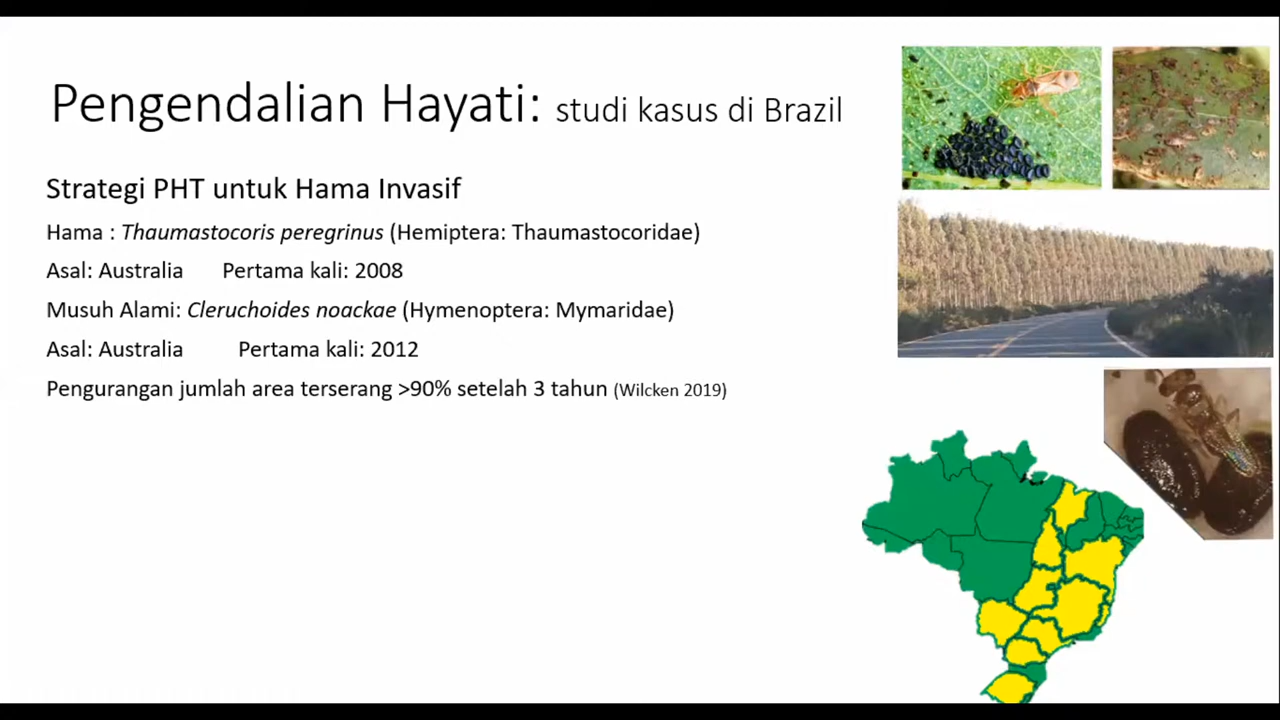 Pengendalian Hayati: studi kasus di Brazil
Strategi PHT untuk Hama Invasif
Hama : Thaumastocoris peregrinus (Hemiptera: Thaumastocoridae)
Asal: Australia Pertama kali: 2008
Musuh Alami: Cleruchoides noackae (Hymenoptera: Mymaridae)
Asal: Australia Pertama kali: 2012
Pengurangan jumlah area terserang >90% setelah 3 tahun (Wilcken 2019)